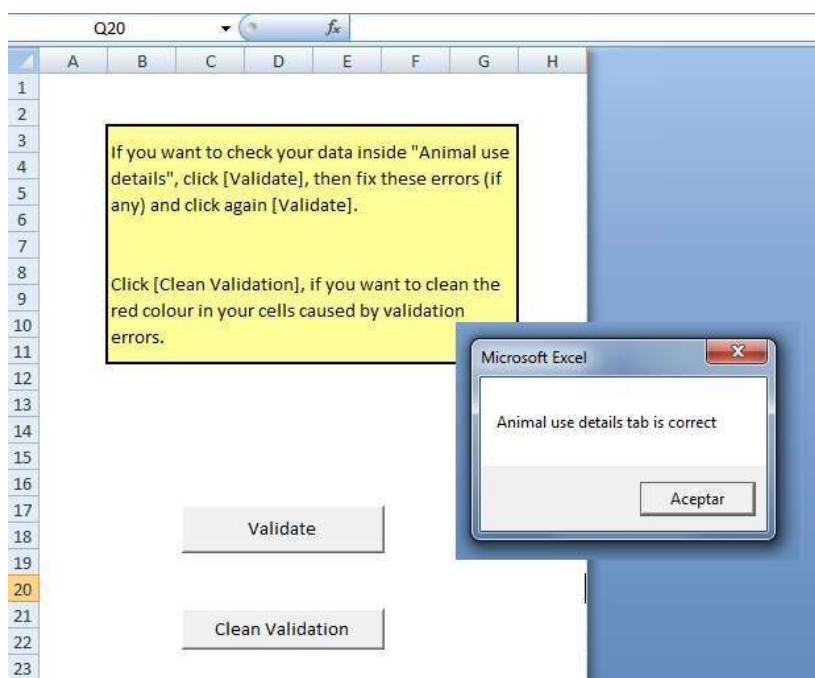 Q20 fx
A B C D E F G H
1
2
3
4
5
6
7
8
9
10
11
12
13
14
15
16
17
18
19
20
21
22
23
If you want to check your data inside "Animal use
details", click [Validate], then fix these errors (if
any) and click again [Validate].
Click [Clean Validation], if you want to clean the
red colour in your cells caused by validation
errors.
Microsoft Excel
Animal use details tab is correct
Aceptar
Validate
Clean Validation